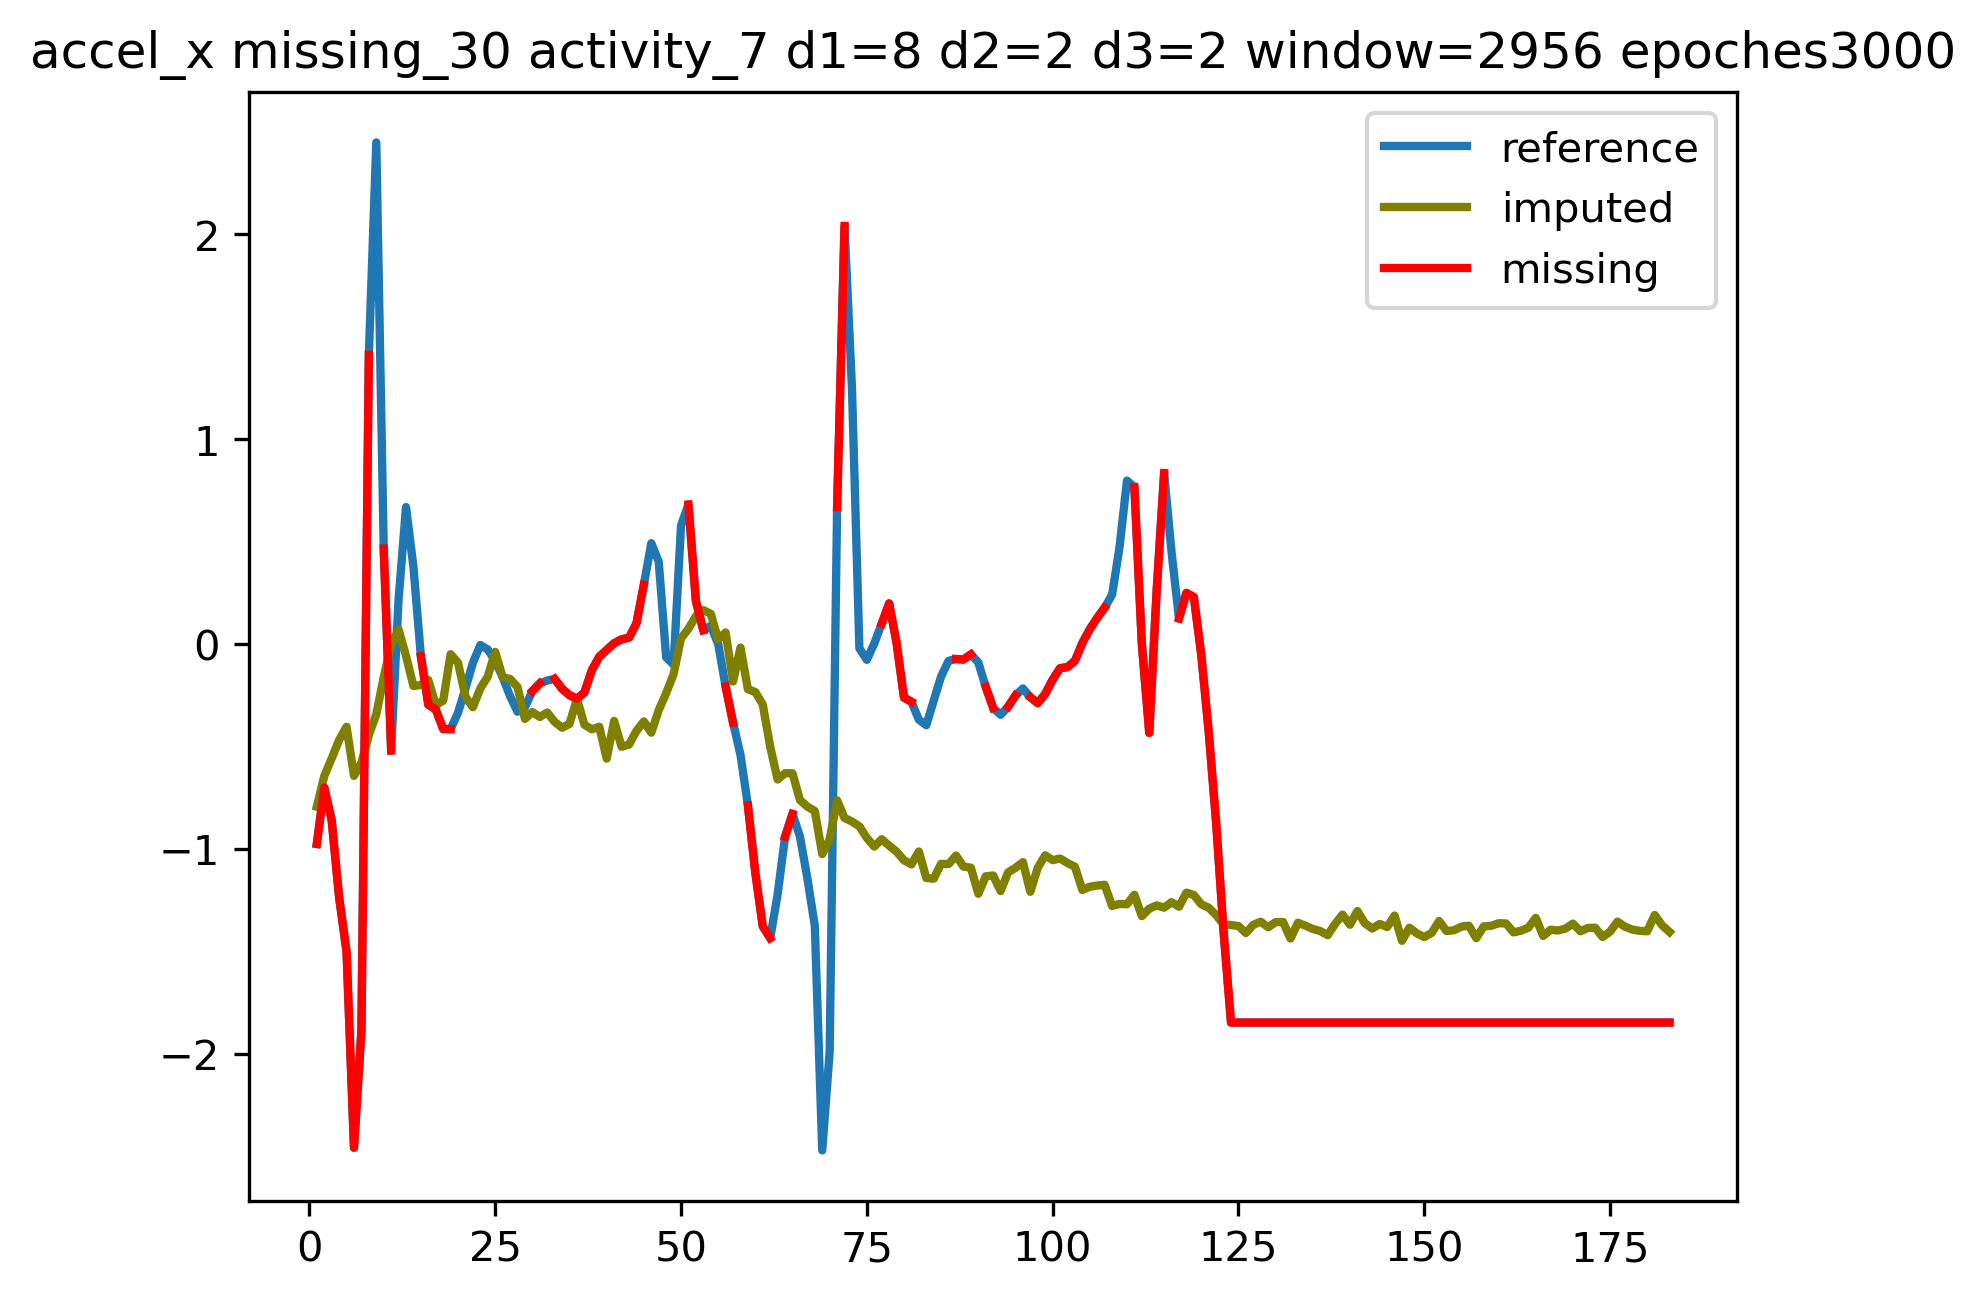 accel_x missing_30 activity_7 d1=8 d2=2 d3=2 window=2956 epoches3000
reference
imputed
missing
2
1
0
−1
−2
0 25 50 75 100 125 150 175